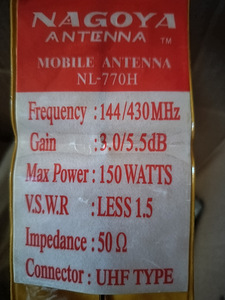 NAGOYA
ANTENNA TM
MOBILE ANTENNA
NL-770H
Frequency : 144/430MHz
Gain : 3.0/5.5dB
Max Power : 150 WATTS
V.S.W.R : LESS 1.5
Impedance : 50 Ω
Connector : UHF TYPE